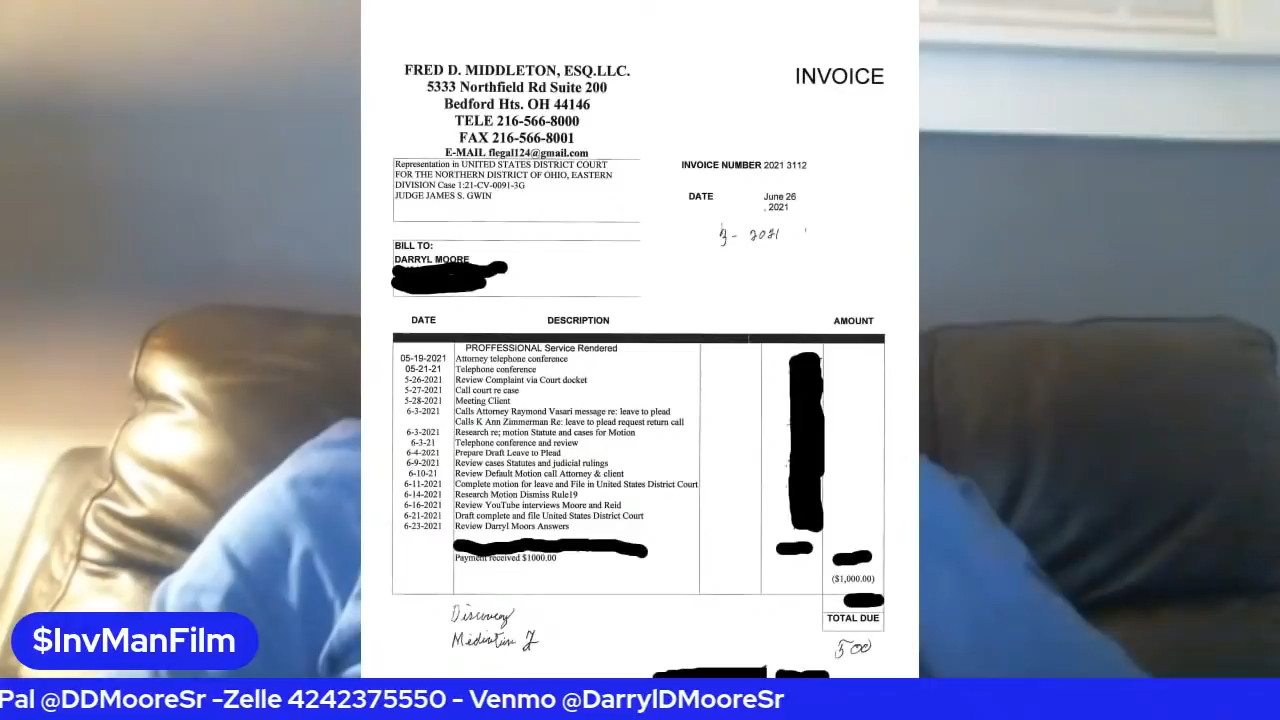 FRED D. MIDDLETON, ESQ.LLC.
5333 Northfield Rd Suite 200
Bedford Hts. OH 44146
TELE 216-566-8000
FAX 216-566-8001
E-MAIL flegal124@gmail.com
INVOICE
Representation in UNITED STATES DISTRICT COURT
FOR THE NORTHERN DISTRICT OF OHIO, EASTERN
DIVISION Case 1:21-CV-0091-3G
JUDGE JAMES S. GWIN
INVOICE NUMBER 2021 3112
DATE June 26
, 2021
2021
BILL TO:
DARRYL MOORE
DATE DESCRIPTION AMOUNT
PROFFESSIONAL Service Rendered
05-19-2021 Attorney telephone conference
05-21-21 Telephone conference
5-26-2021 Review Complaint via Court docket
5-27-2021 Call court re case
5-28-2021 Meeting Client
6-3-2021 Calls Attorney Raymond Vasari message re: leave to plead
Calls K Ann Zimmerman Re: leave to plead request return call
6-3-2021 Research re; motion Statute and cases for Motion
6-3-21 Telephone conference and review
6-4-2021 Prepare Draft Leave to Plead
6-9-2021 Review cases Statutes and judicial rulings
6-10-21 Review Default Motion call Attorney & client
6-11-2021 Complete motion for leave and File in United States District Court
6-14-2021 Research Motion Dismiss Rule19
6-16-2021 Review YouTube interviews Moore and Reid
6-21-2021 Draft complete and file United States District Court
6-23-2021 Review Darryl Moors Answers
Payment received $1000.00
($1,000.00)
TOTAL DUE
500
Discovery
Mediation
$InvManFilm
Pal @DDMooreSr -Zelle 4242375550 - Venmo @DarrylDMooreSr